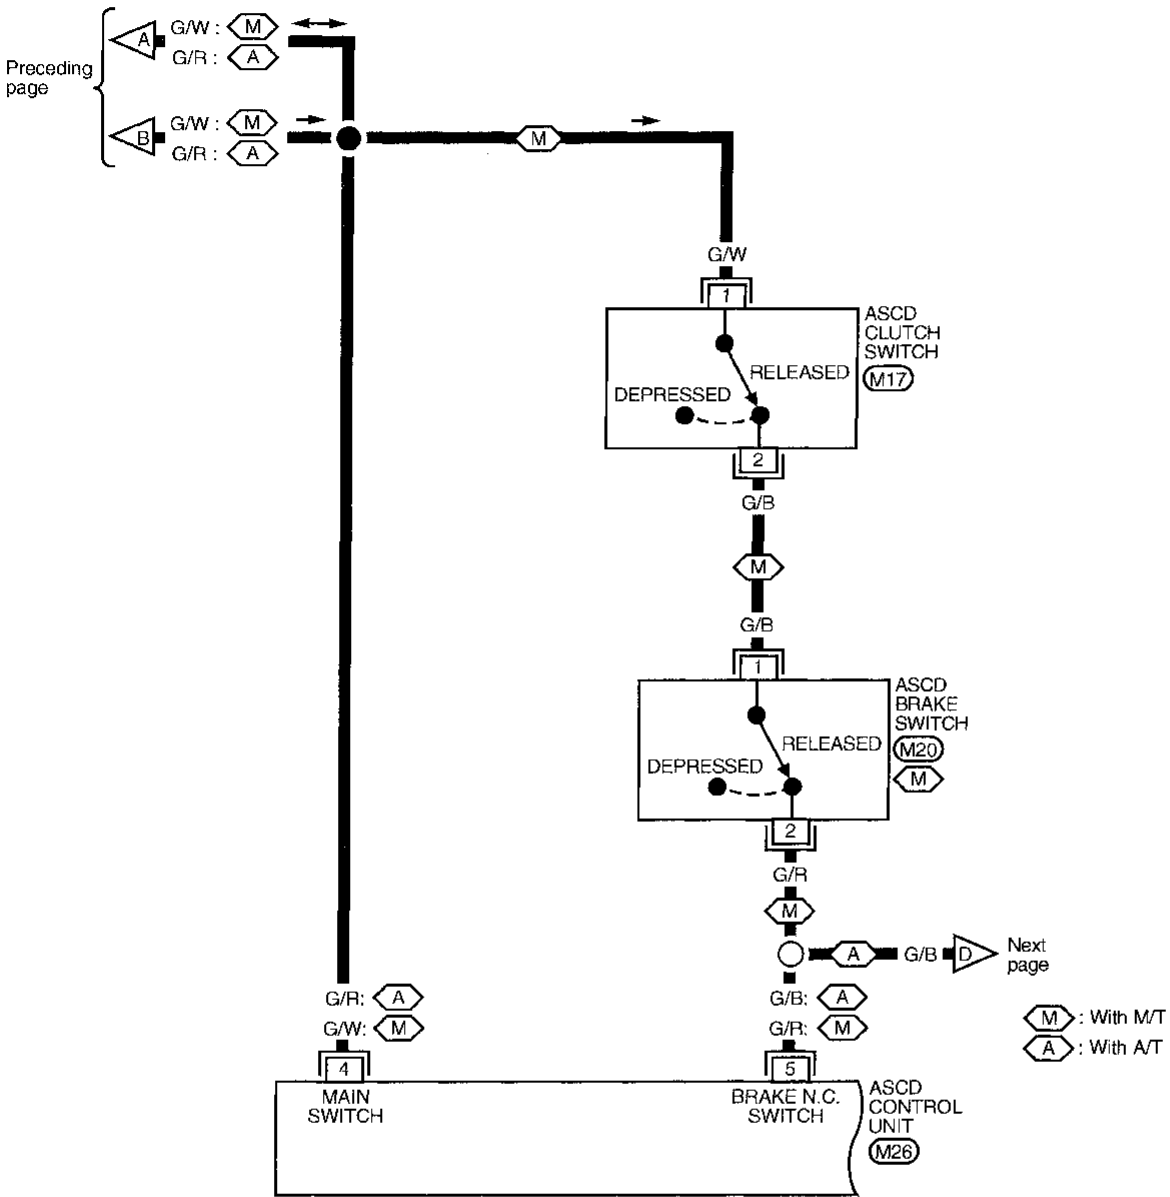 Preceding
page
A
G/W : M
G/R : A
B
G/W : M
G/R : A
M
G/W
1
ASCD
CLUTCH
SWITCH
M17
RELEASED
DEPRESSED
2
G/B
M
G/B
1
ASCD
BRAKE
SWITCH
M20
M
RELEASED
DEPRESSED
2
G/R
M
A
G/B
D
Next
page
G/R: A
G/W: M
G/B: A
G/R: M
M : With M/T
A : With A/T
4
MAIN
SWITCH
5
BRAKE N.C.
SWITCH
ASCD
CONTROL
UNIT
M26